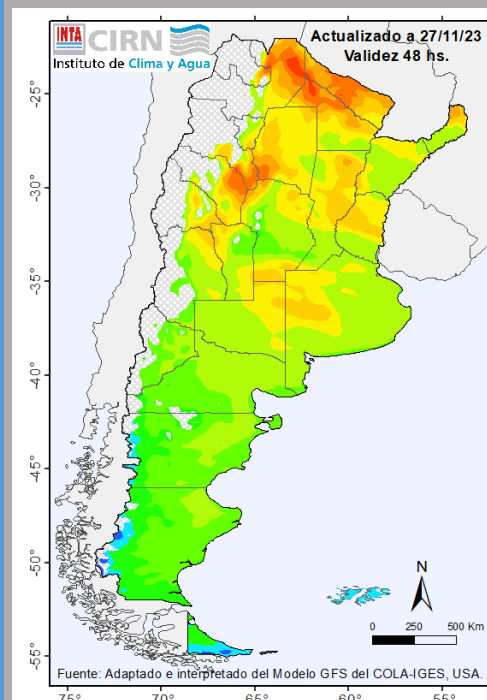 INTA CIRN
Instituto de Clima y Agua
Actualizado a 27/11/23
Validez 48 hs.
-25°
-30°
-35°
-40°
-45°
-50°
-55°
N
0 250 500 Km
Fuente: Adaptado e interpretado del Modelo GFS del COLA-IGES, USA.
-75° -70° -65° -60° -55°